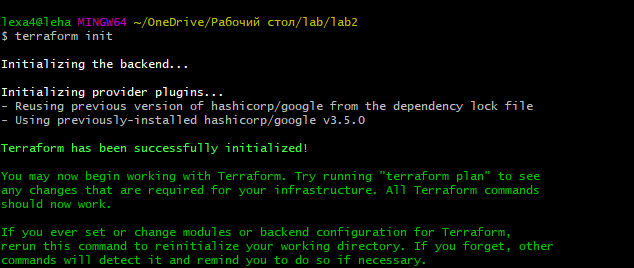 lexa4@leha MINGW64 ~/OneDrive/Рабочий стол/lab/lab2
$ terraform init
Initializing the backend...
Initializing provider plugins...
- Reusing previous version of hashicorp/google from the dependency lock file
- Using previously-installed hashicorp/google v3.5.0
Terraform has been successfully initialized!
You may now begin working with Terraform. Try running "terraform plan" to see
any changes that are required for your infrastructure. All Terraform commands
should now work.
If you ever set or change modules or backend configuration for Terraform,
rerun this command to reinitialize your working directory. If you forget, other
commands will detect it and remind you to do so if necessary.